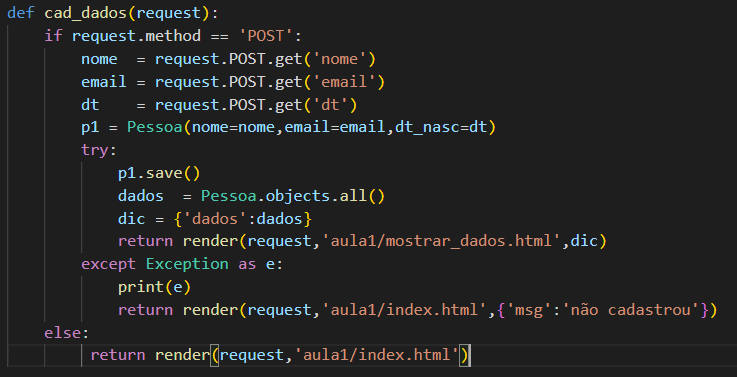 def cad_dados(request):
    if request.method == 'POST':
        nome  = request.POST.get('nome')
        email = request.POST.get('email')
        dt    = request.POST.get('dt')
        p1 = Pessoa(nome=nome,email=email,dt_nasc=dt)
        try:
            p1.save()
            dados  = Pessoa.objects.all()
            dic = {'dados':dados}
            return render(request,'aula1/mostrar_dados.html',dic)
        except Exception as e:
            print(e)
            return render(request,'aula1/index.html',{'msg':'não cadastrou'})
    else:
         return render(request,'aula1/index.html')